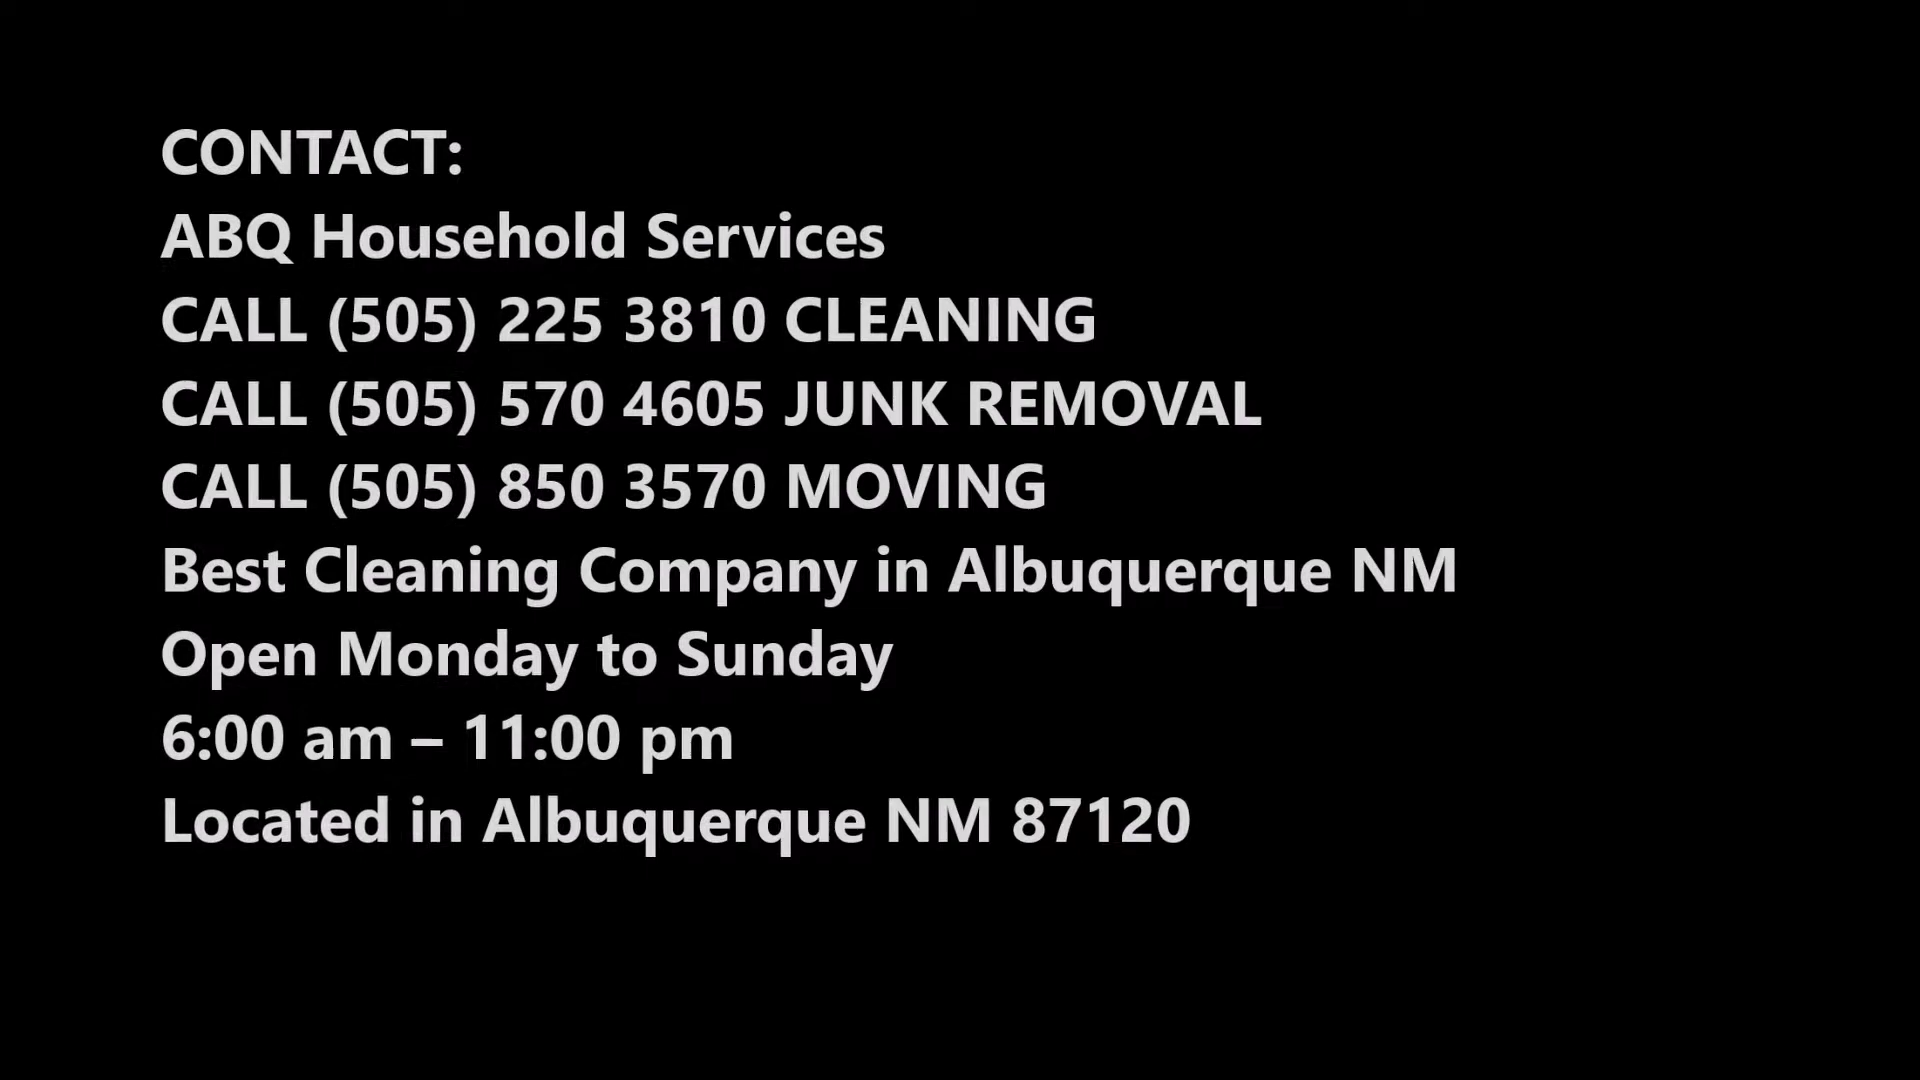 CONTACT:
ABQ Household Services
CALL (505) 225 3810 CLEANING
CALL (505) 570 4605 JUNK REMOVAL
CALL (505) 850 3570 MOVING
Best Cleaning Company in Albuquerque NM
Open Monday to Sunday
6:00 am – 11:00 pm
Located in Albuquerque NM 87120